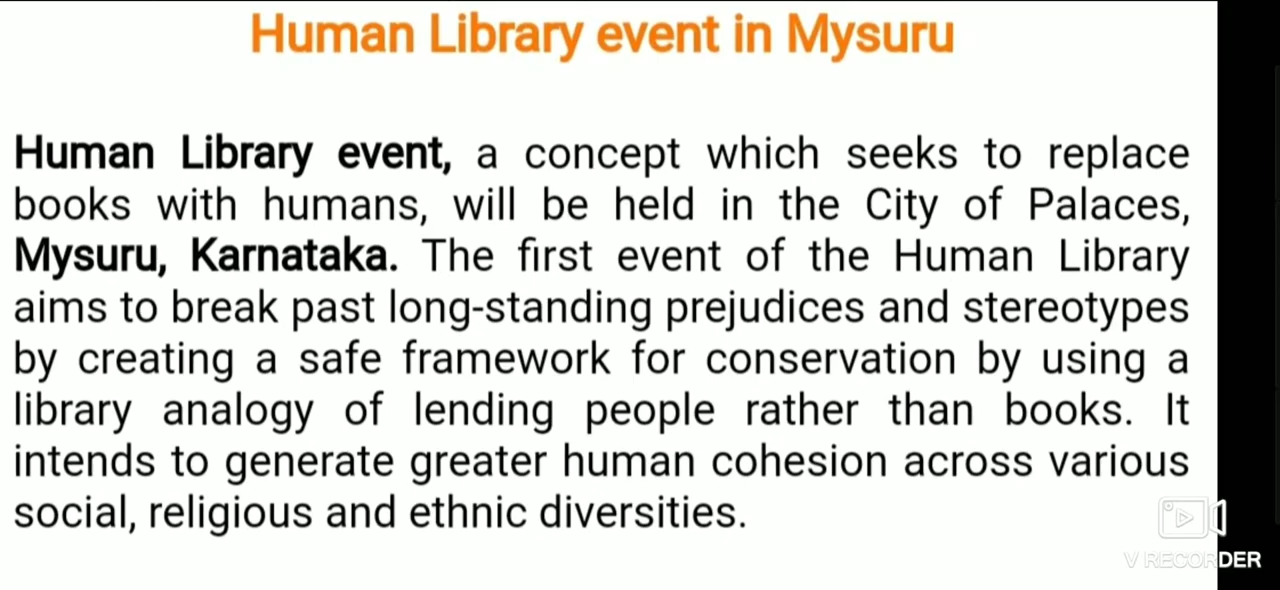 Human Library event in Mysuru
Human Library event, a concept which seeks to replace
books with humans, will be held in the City of Palaces,
Mysuru, Karnataka. The first event of the Human Library
aims to break past long-standing prejudices and stereotypes
by creating a safe framework for conservation by using a
library analogy of lending people rather than books. It
intends to generate greater human cohesion across various
social, religious and ethnic diversities.
V RECORDER